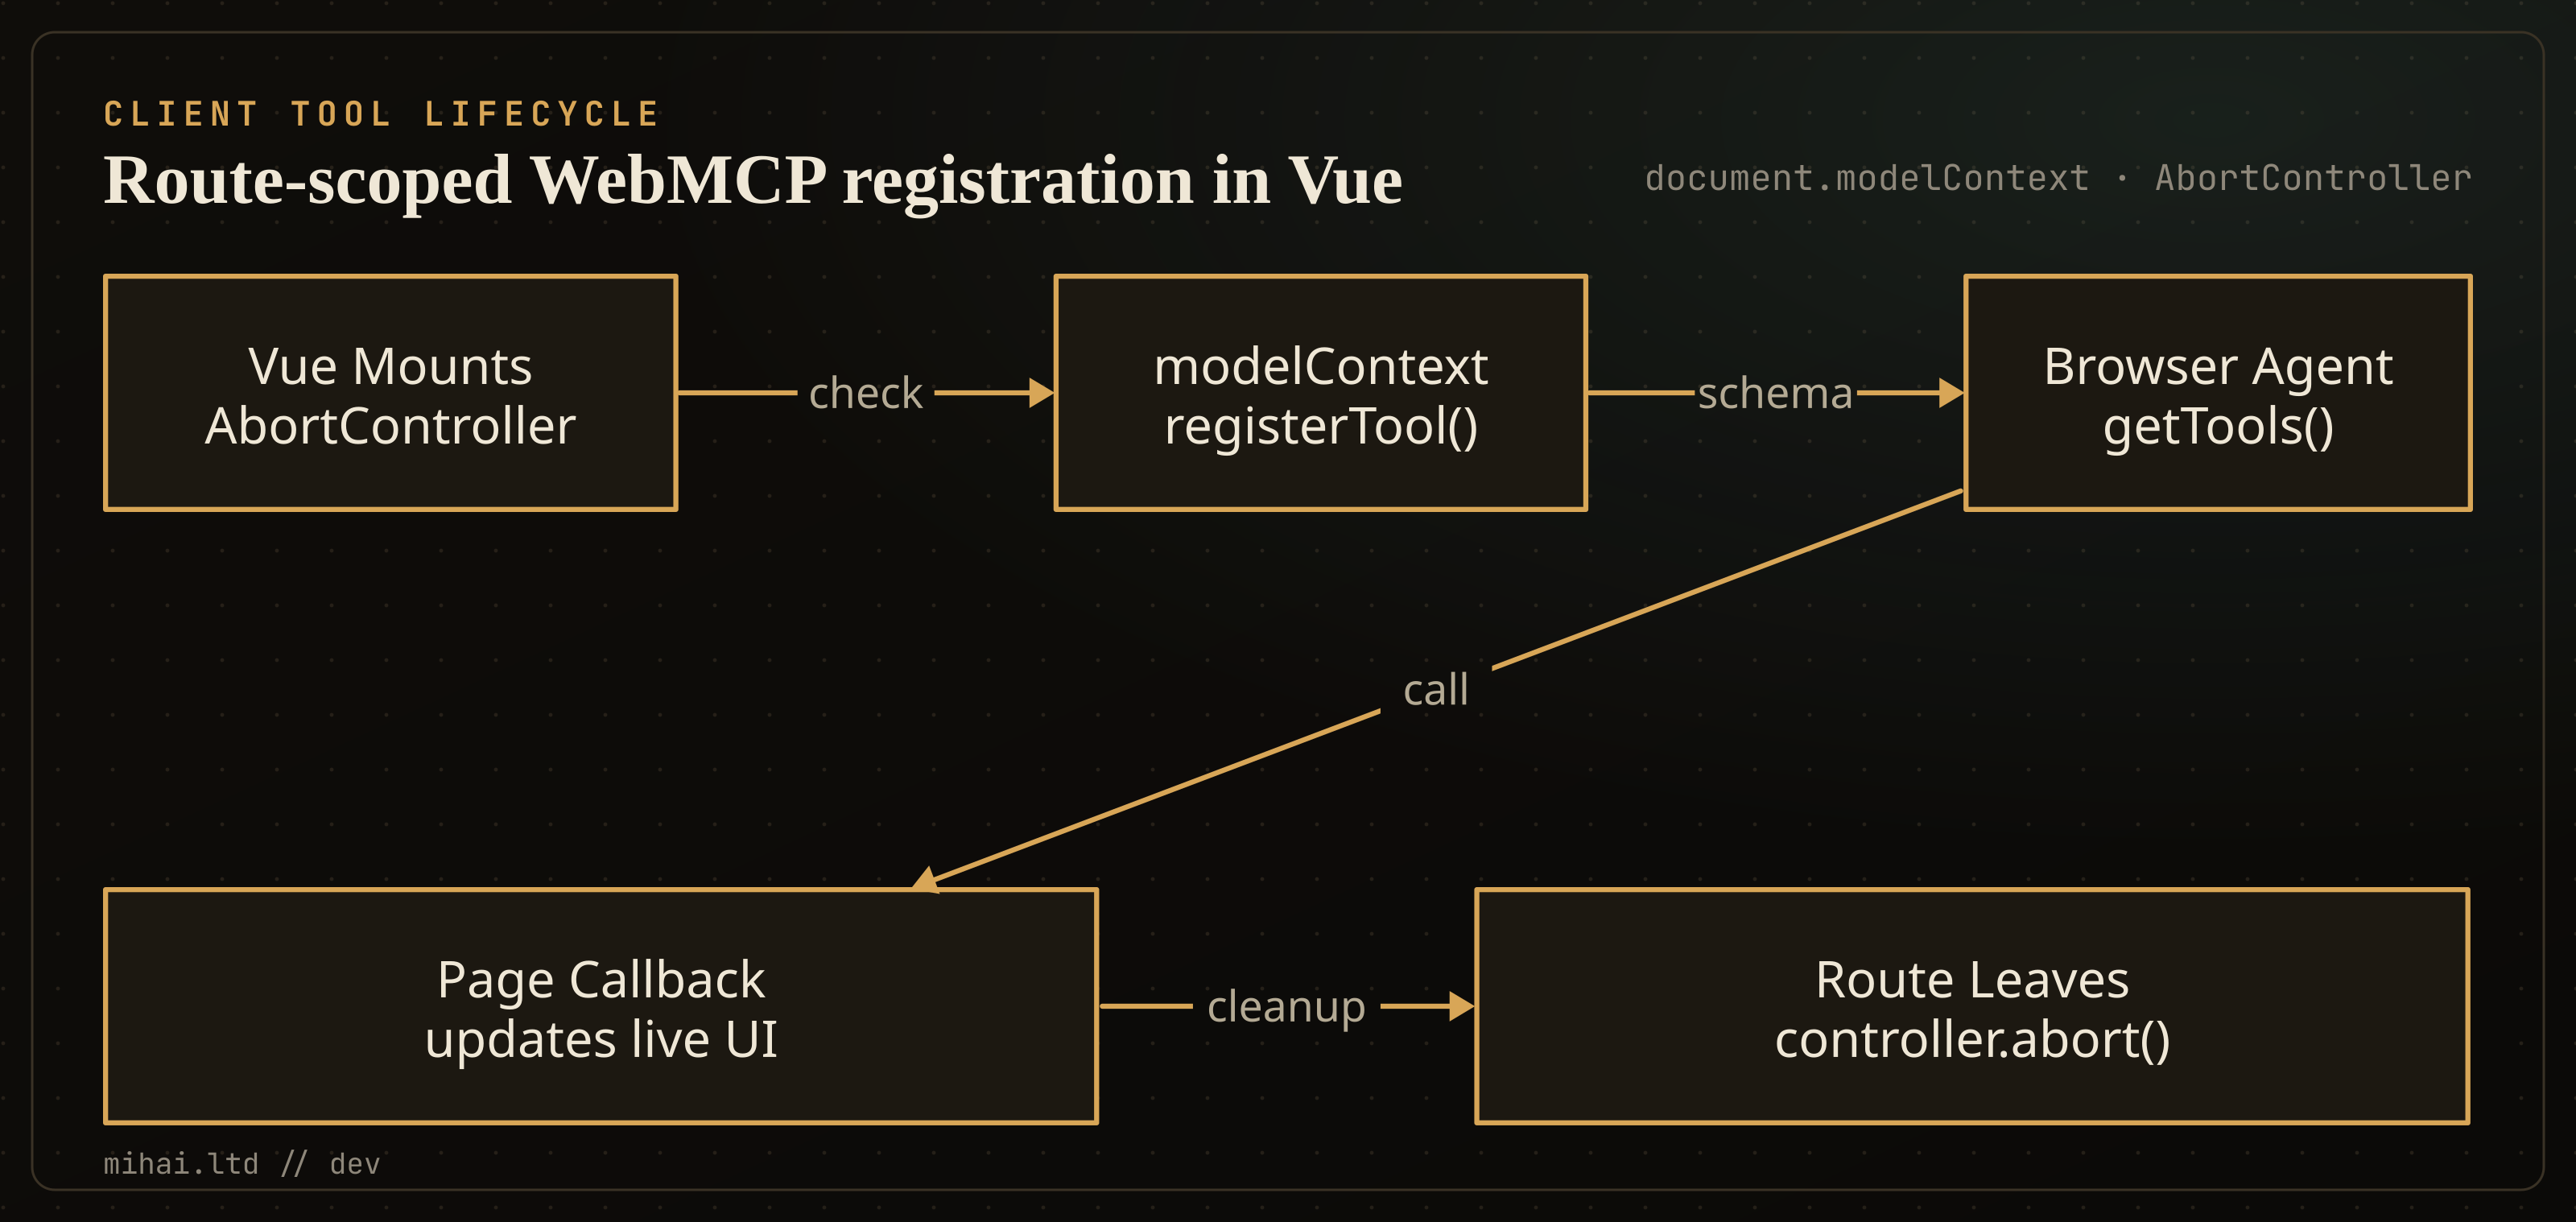 CLIENT TOOL LIFECYCLE
Route-scoped WebMCP registration in Vue
document.modelContext · AbortController
Vue Mounts
AbortController
check
modelContext
registerTool()
schema
Browser Agent
getTools()
call
Page Callback
updates live UI
cleanup
Route Leaves
controller.abort()
mihai.ltd // dev